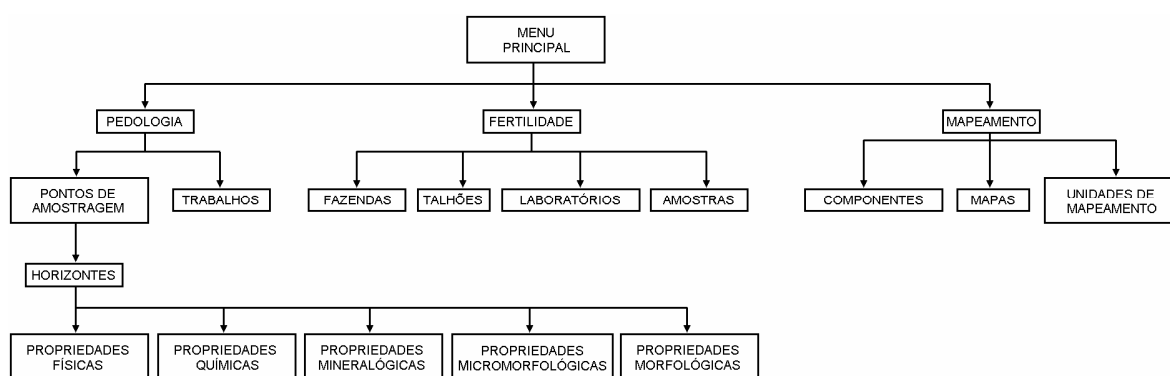 MENU
PRINCIPAL
PEDOLOGIA
FERTILIDADE
MAPEAMENTO
PONTOS DE
AMOSTRAGEM
TRABALHOS
FAZENDAS
TALHÕES
LABORATÓRIOS
AMOSTRAS
COMPONENTES
MAPAS
UNIDADES DE
MAPEAMENTO
HORIZONTES
PROPRIEDADES
FÍSICAS
PROPRIEDADES
QUÍMICAS
PROPRIEDADES
MINERALÓGICAS
PROPRIEDADES
MICROMORFOLÓGICAS
PROPRIEDADES
MORFOLÓGICAS